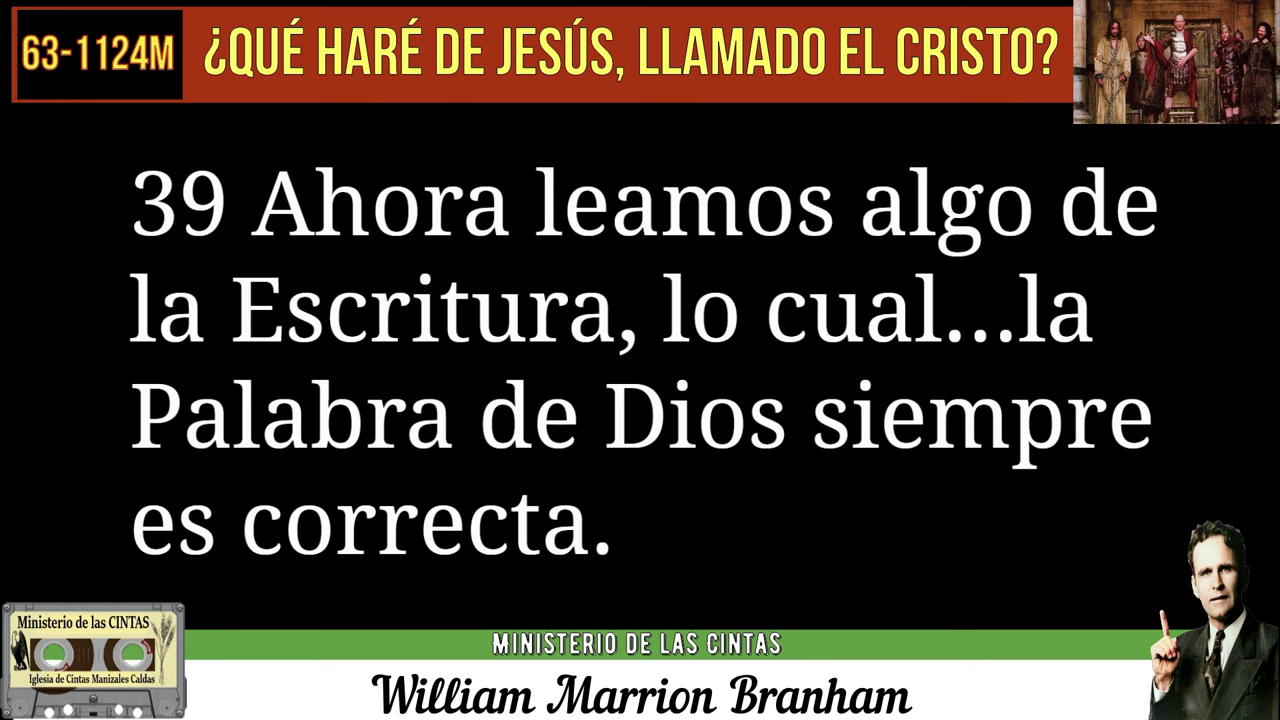 63-1124M
¿QUÉ HARÉ DE JESÚS, LLAMADO EL CRISTO?
39 Ahora leamos algo de
la Escritura, lo cual...la
Palabra de Dios siempre
es correcta.
Ministerio de las CINTAS
Iglesia de Cintas Manizales Caldas
MINISTERIO DE LAS CINTAS
William Marrion Branham